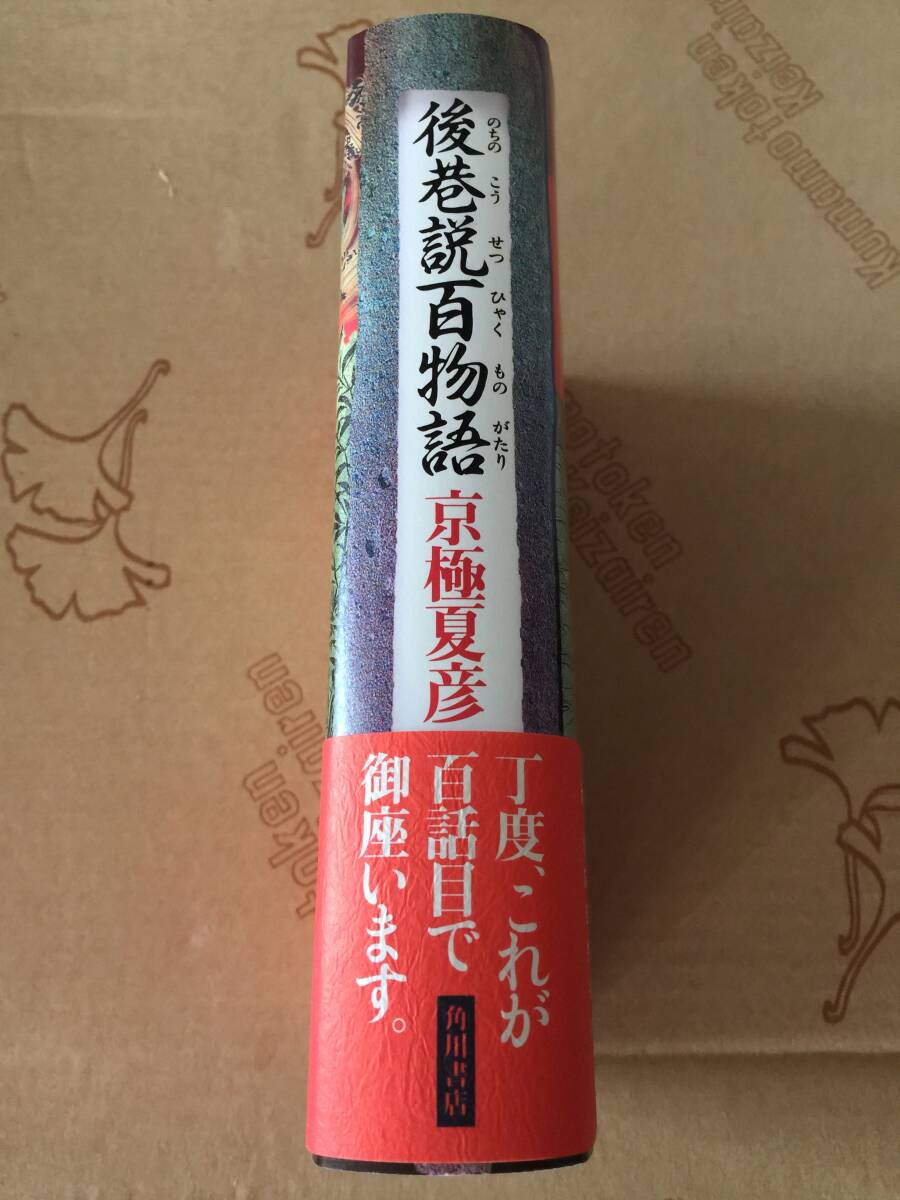 後巷説百物語
のちの こう せつ ひゃく もの がたり
京極夏彦
丁度、これが
百話目で
御座います。
角川書店
Kumamototoken
Keizairen